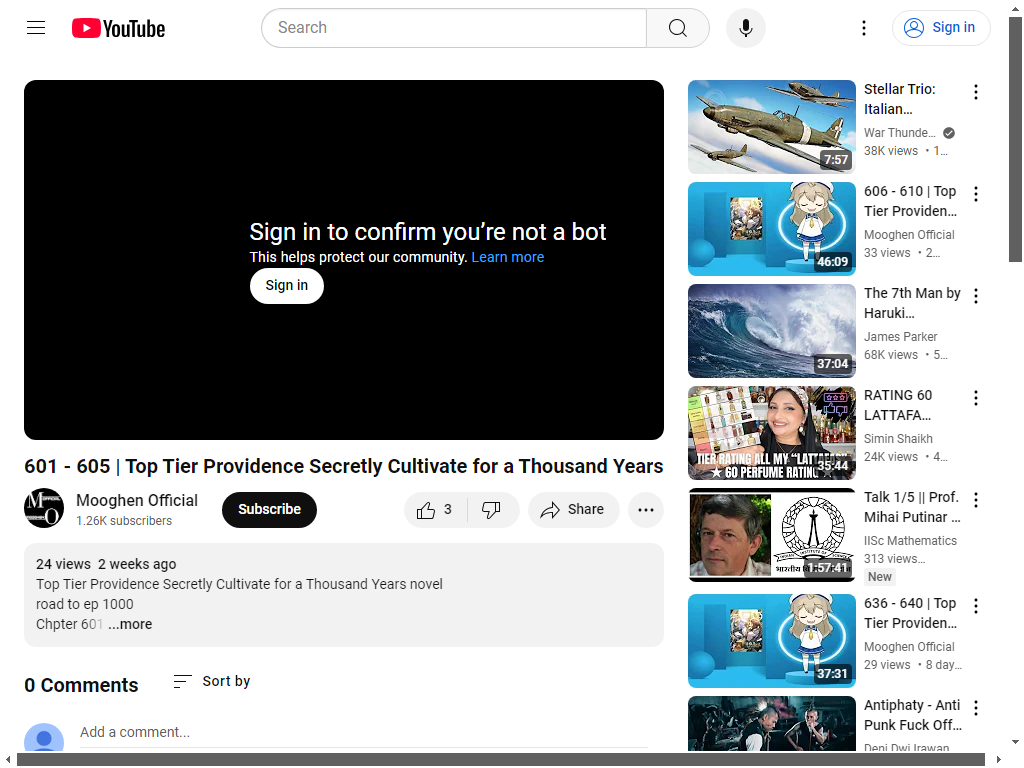 YouTube
Search
Sign in
Sign in to confirm you’re not a bot
This helps protect our community. Learn more
Sign in
601 - 605 | Top Tier Providence Secretly Cultivate for a Thousand Years
Mooghen Official
1.26K subscribers
Subscribe
3
Share
24 views 2 weeks ago
Top Tier Providence Secretly Cultivate for a Thousand Years novel
road to ep 1000
Chpter 601 ...more
0 Comments
Sort by
Add a comment...
7:57
Stellar Trio:
Italian...
War Thunde...
38K views • 1...
46:09
606 - 610 | Top
Tier Providen...
Mooghen Official
33 views • 2...
37:04
The 7th Man by
Haruki...
James Parker
68K views • 5...
TIER RATING ALL MY "LATTAFA"
★ 60 PERFUME RATING
35:44
RATING 60
LATTAFA...
Simin Shaikh
24K views • 4...
1:57:41
Talk 1/5 || Prof.
Mihai Putinar ...
IISc Mathematics
313 views...
New
37:31
636 - 640 | Top
Tier Providen...
Mooghen Official
29 views • 8 day...
Antiphaty - Anti
Punk Fuck Off...
Deni Dwi Irawan